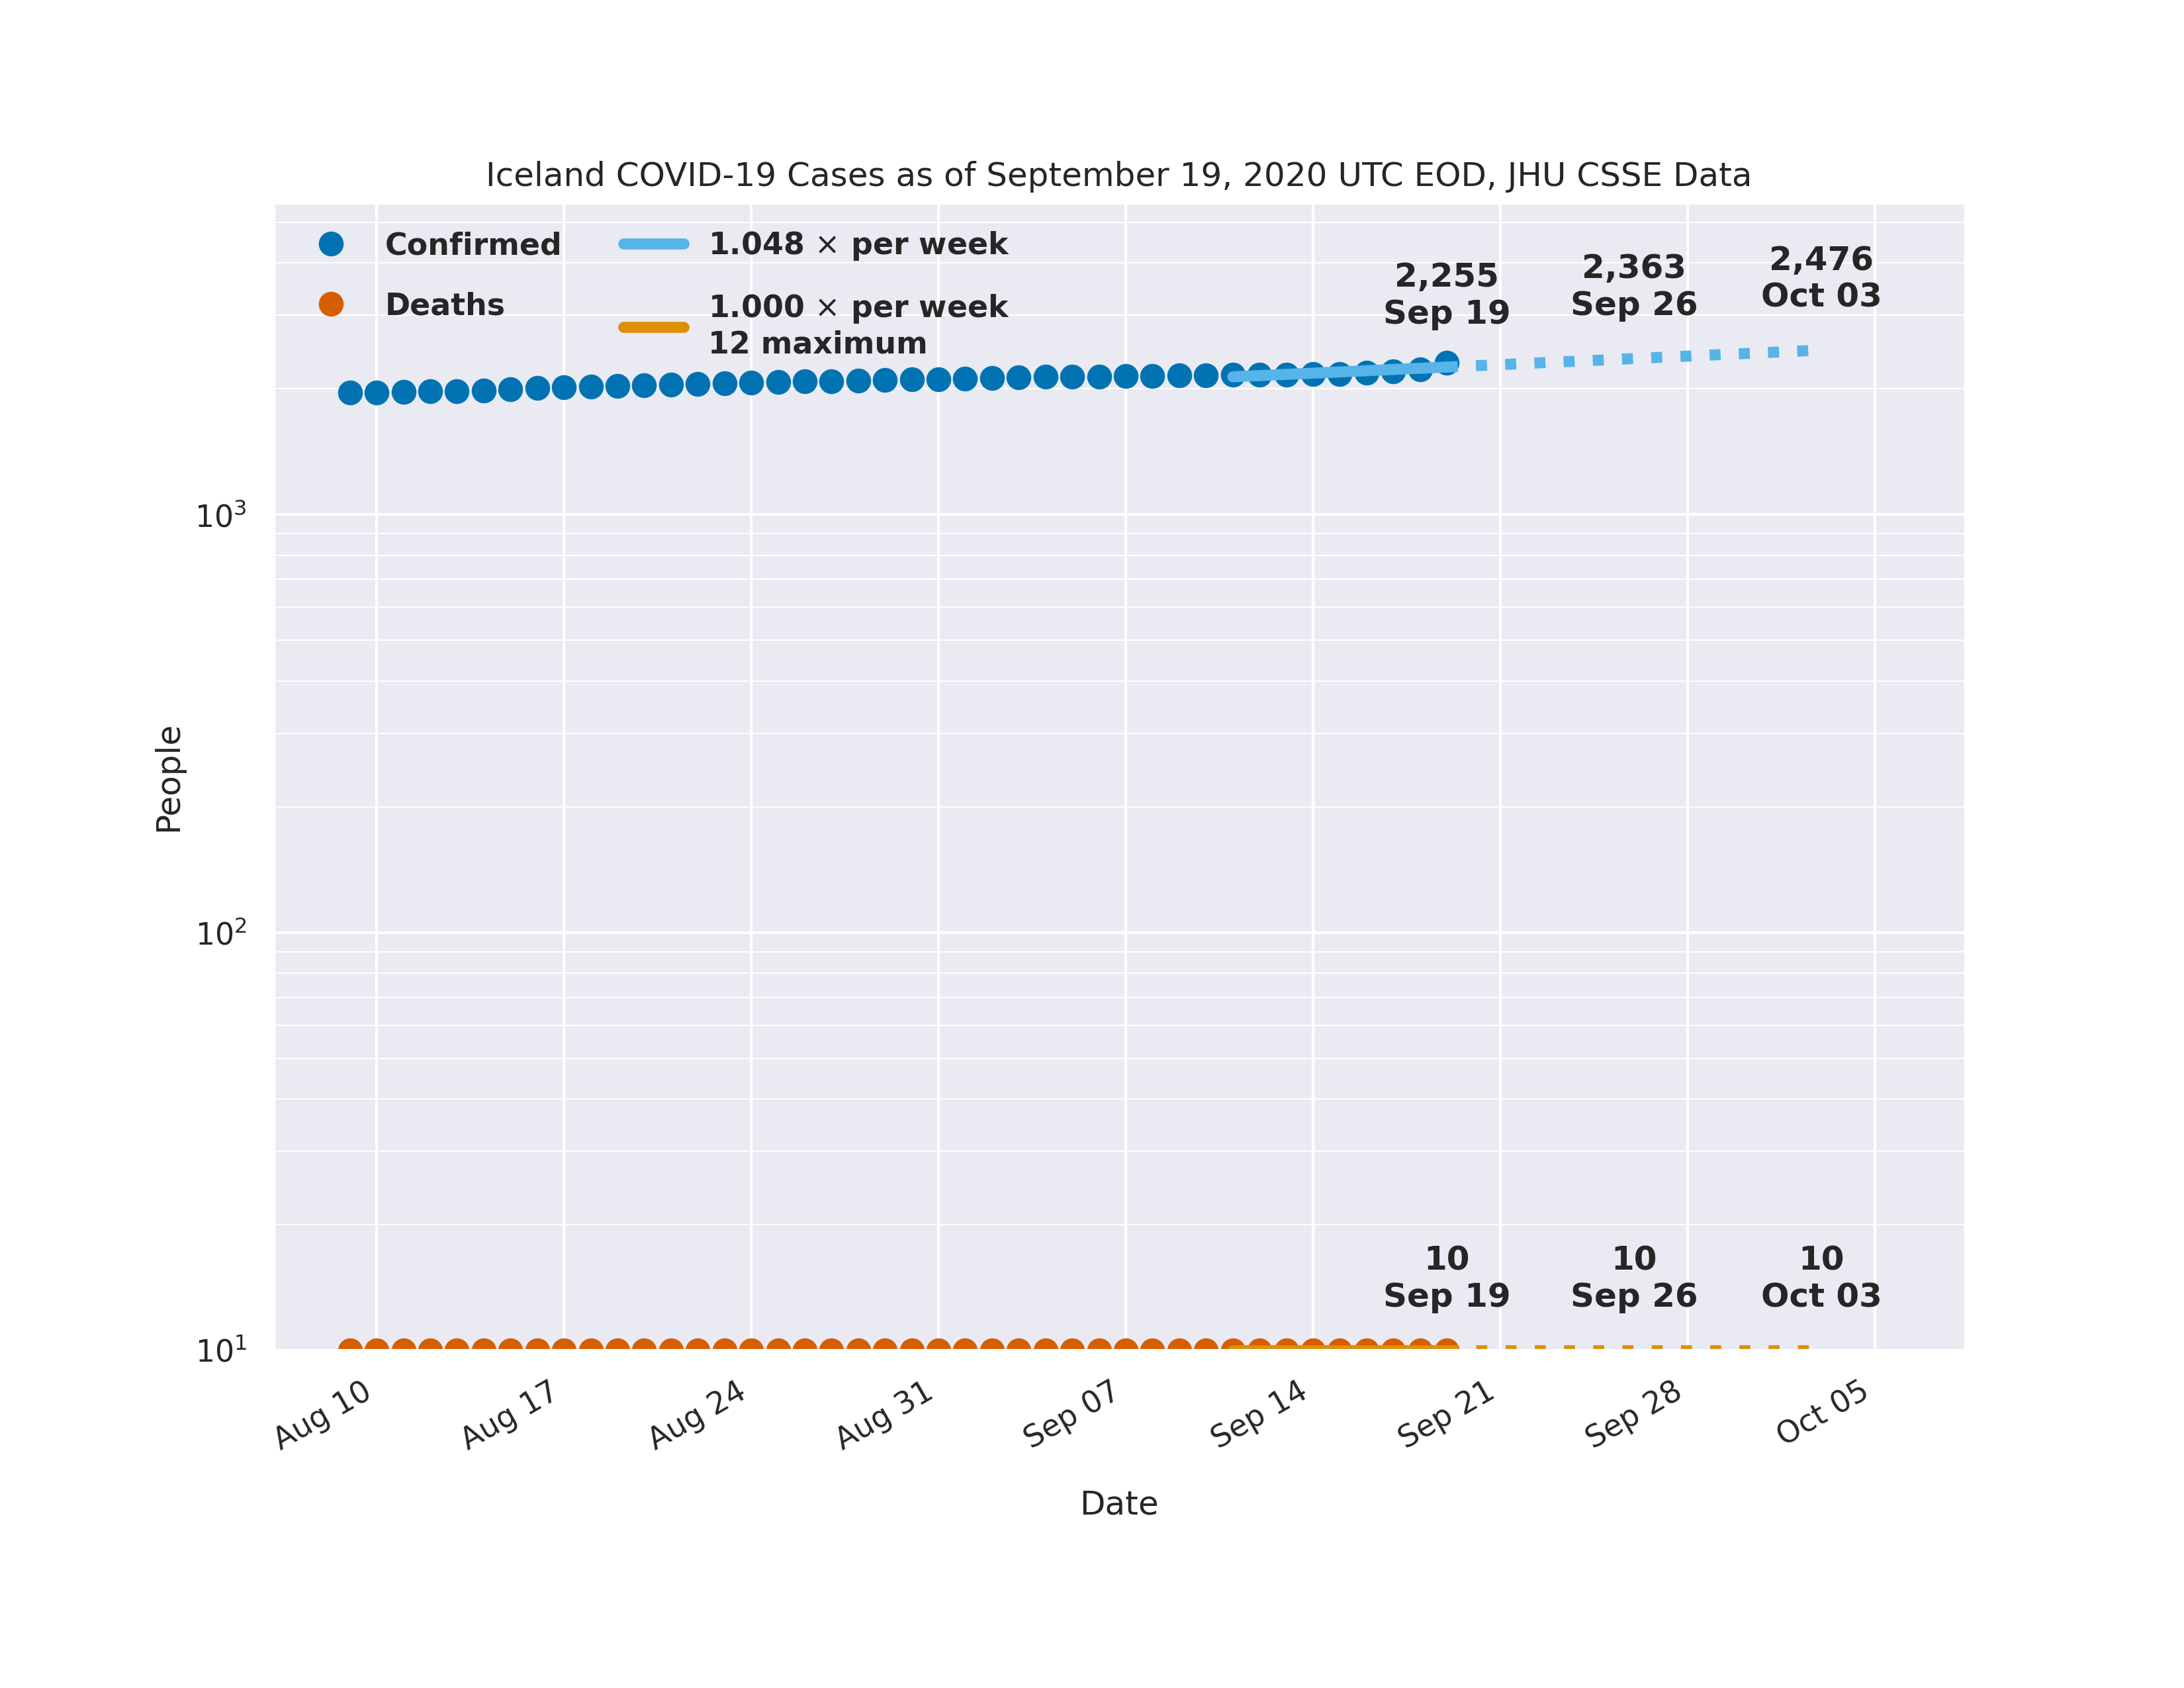 Iceland COVID-19 Cases as of September 19, 2020 UTC EOD, JHU CSSE Data
Confirmed
Deaths
1.048 × per week
1.000 × per week
12 maximum
2,255
Sep 19
2,363
Sep 26
2,476
Oct 03
People
10³
10²
10¹
10
Sep 19
10
Sep 26
10
Oct 03
Aug 10
Aug 17
Aug 24
Aug 31
Sep 07
Sep 14
Sep 21
Sep 28
Oct 05
Date